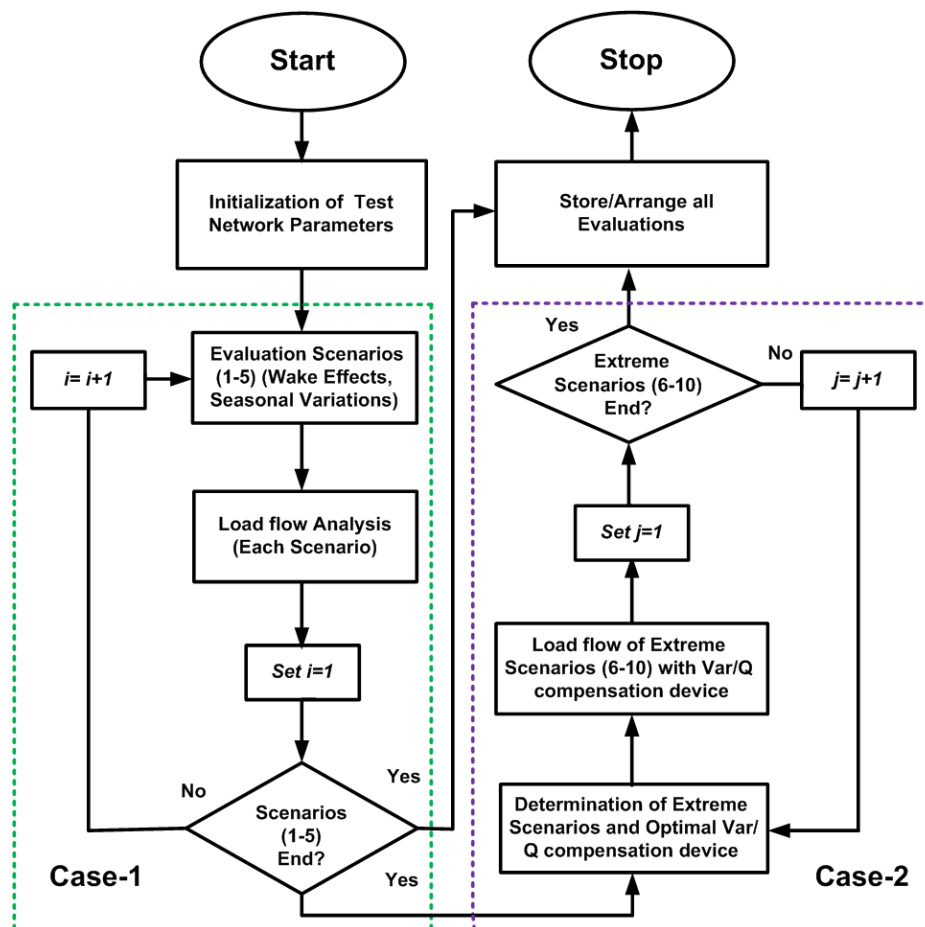 Start
Initialization of Test
Network Parameters
i= i+1
Evaluation Scenarios
(1-5) (Wake Effects,
Seasonal Variations)
Load flow Analysis
(Each Scenario)
Set i=1
No
Yes
Scenarios
(1-5)
End?
Yes
Case-1
Stop
Store/Arrange all
Evaluations
Yes
Extreme
Scenarios (6-10)
End?
No
j= j+1
Set j=1
Load flow of Extreme
Scenarios (6-10) with Var/Q
compensation device
Determination of Extreme
Scenarios and Optimal Var/
Q compensation device
Case-2